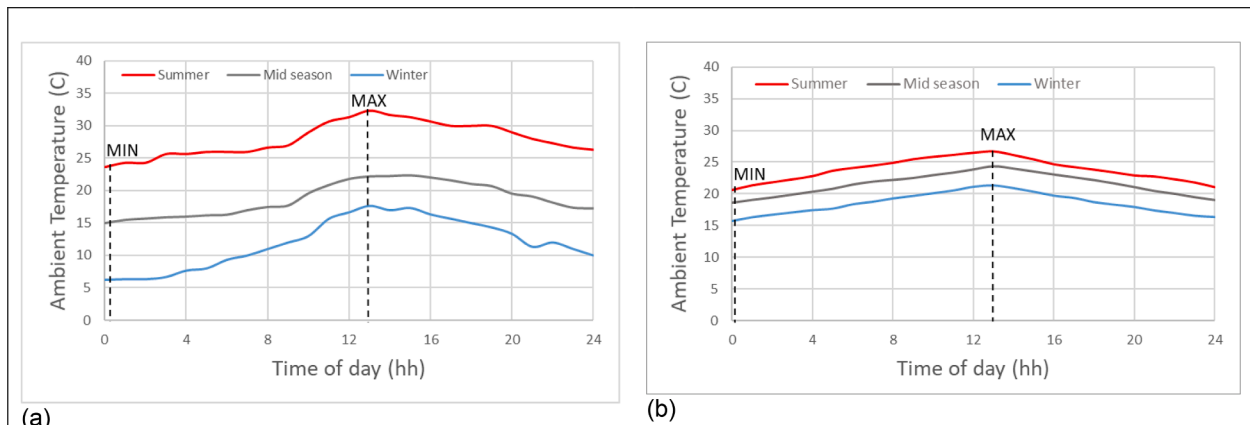 40
35
30
25
20
15
10
5
0
Ambient Temperature (C)
Summer Mid season Winter
MAX
MIN
0 4 8 12 16 20 24
Time of day (hh)
(a)
40
35
30
25
20
15
10
5
0
Ambient Temperature (C)
Summer Mid season Winter
MAX
MIN
0 4 8 12 16 20 24
Time of day (hh)
(b)